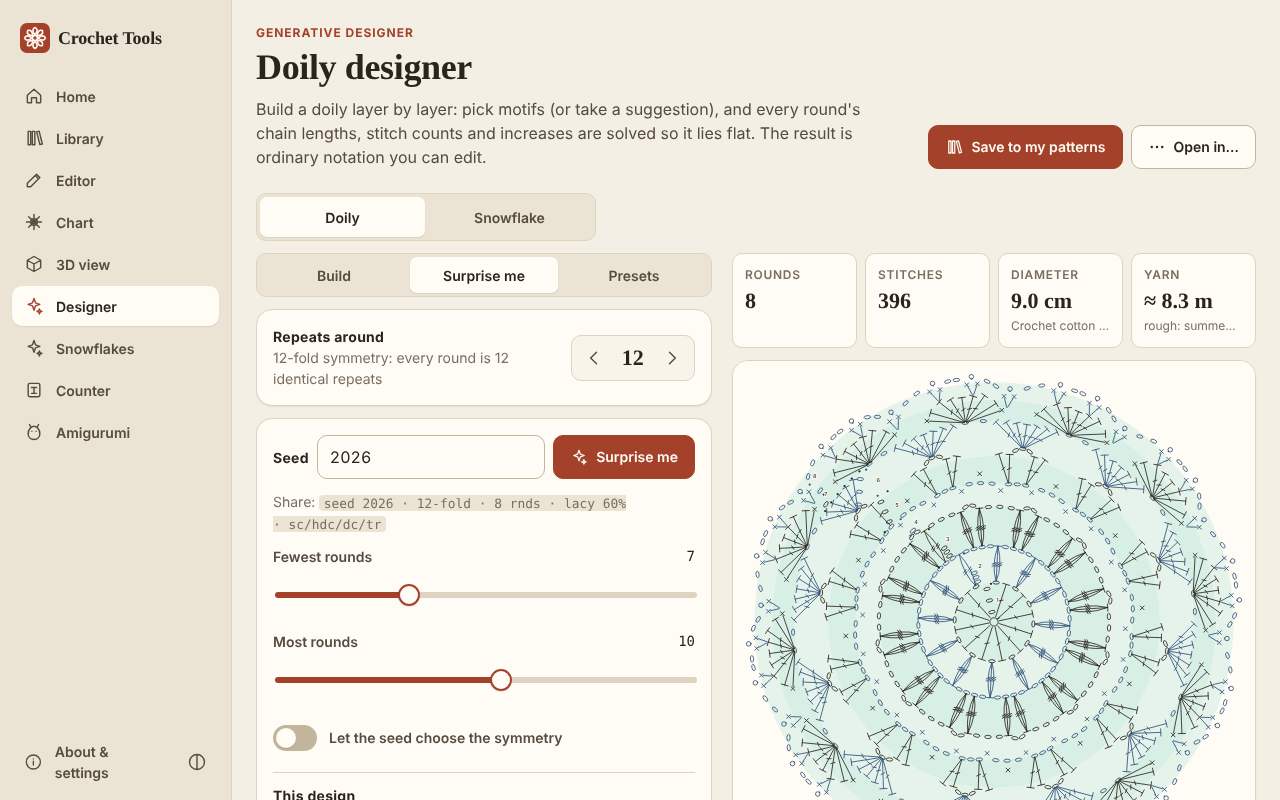 Crochet Tools
Home
Library
Editor
Chart
3D view
Designer
Snowflakes
Counter
Amigurumi
About &
settings
GENERATIVE DESIGNER
Doily designer
Build a doily layer by layer: pick motifs (or take a suggestion), and every round's
chain lengths, stitch counts and increases are solved so it lies flat. The result is
ordinary notation you can edit.
Save to my patterns
Open in…
Doily
Snowflake
Build
Surprise me
Presets
Repeats around
12-fold symmetry: every round is 12
identical repeats
12
Seed
2026
Surprise me
Share: seed 2026 · 12-fold · 8 rnds · lacy 60%
· sc/hdc/dc/tr
Fewest rounds
7
Most rounds
10
Let the seed choose the symmetry
This design
ROUNDS
8
STITCHES
396
DIAMETER
9.0 cm
Crochet cotton …
YARN
≈ 8.3 m
rough: summe…